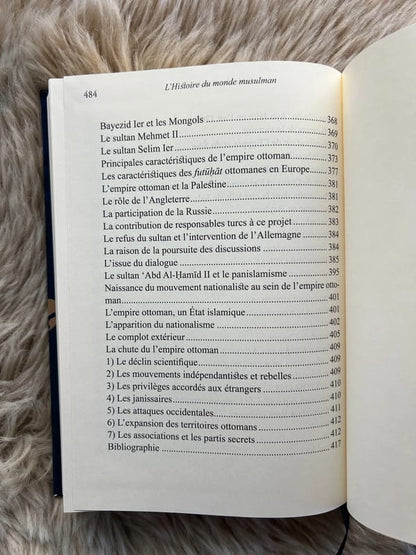 484
L'Histoire du monde musulman
Bayezid Ier et les Mongols 368
Le sultan Mehmet II 369
Le sultan Selim Ier 370
Principales caractéristiques de l'empire ottoman 373
Les caractéristiques des futūḥāt ottomanes en Europe 377
L'empire ottoman et la Palestine 381
Le rôle de l'Angleterre 381
La participation de la Russie 382
La contribution de responsables turcs à ce projet 383
Le refus du sultan et l'intervention de l'Allemagne 384
La raison de la poursuite des discussions 384
L'issue du dialogue 385
Le sultan 'Abd Al-Ḥamīd II et le panislamisme 395
Naissance du mouvement nationaliste au sein de l'empire otto-
man 401
L'empire ottoman, un État islamique 401
L'apparition du nationalisme 402
Le complot extérieur 405
La chute du l'empire ottoman 409
1) Le déclin scientifique 409
2) Les mouvements indépendantistes et rebelles 409
3) Les privilèges accordés aux étrangers 410
4) Les janissaires 410
5) Les attaques occidentales 411
6) L'expansion des territoires ottomans 412
7) Les associations et les partis secrets 412
Bibliographie 417